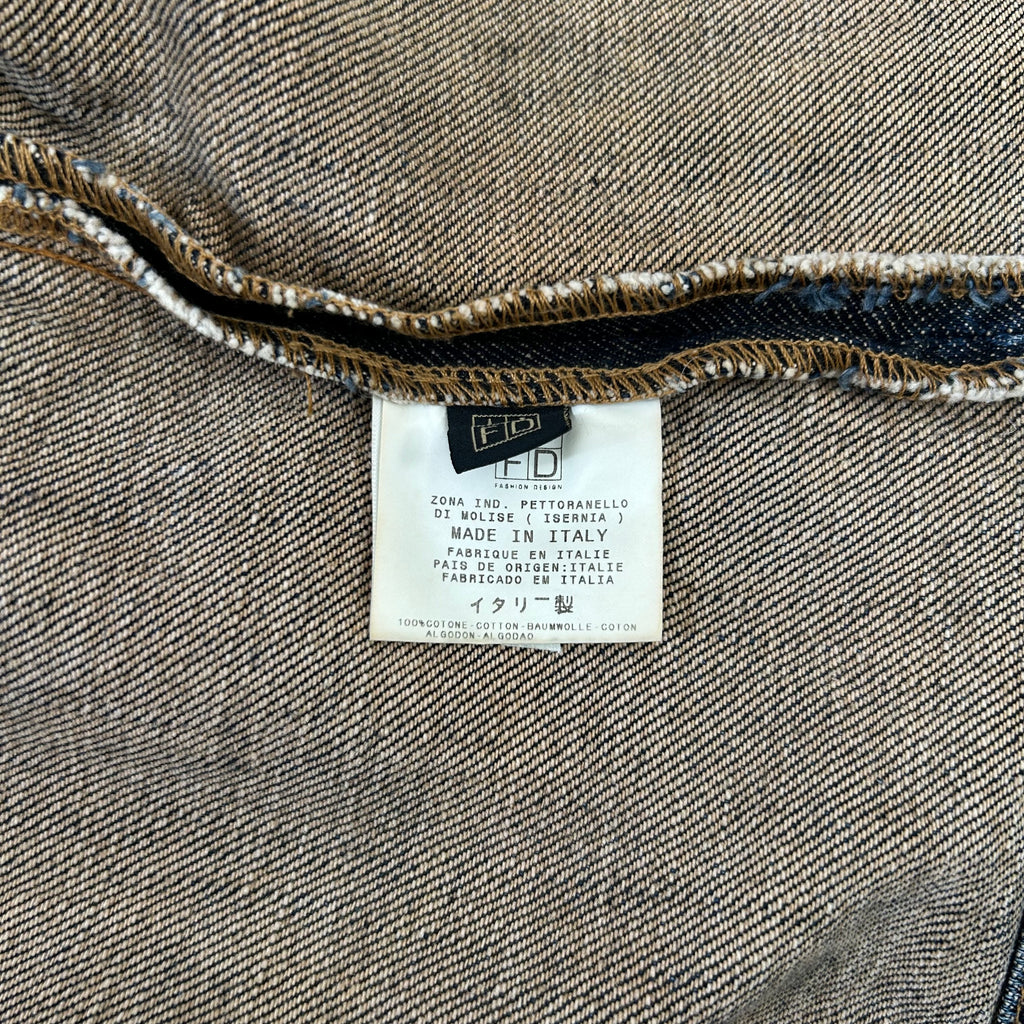 FD
FD
FASHION DESIGN
ZONA IND. PETTORANELLO
DI MOLISE ( ISERNIA )
MADE IN ITALY
FABRIQUE EN ITALIE
PAIS DE ORIGEN:ITALIE
FABRICADO EM ITALIA
イタリー製
100%COTONE-COTTON-BAUMWOLLE-COTON
ALGODON-ALGODAO